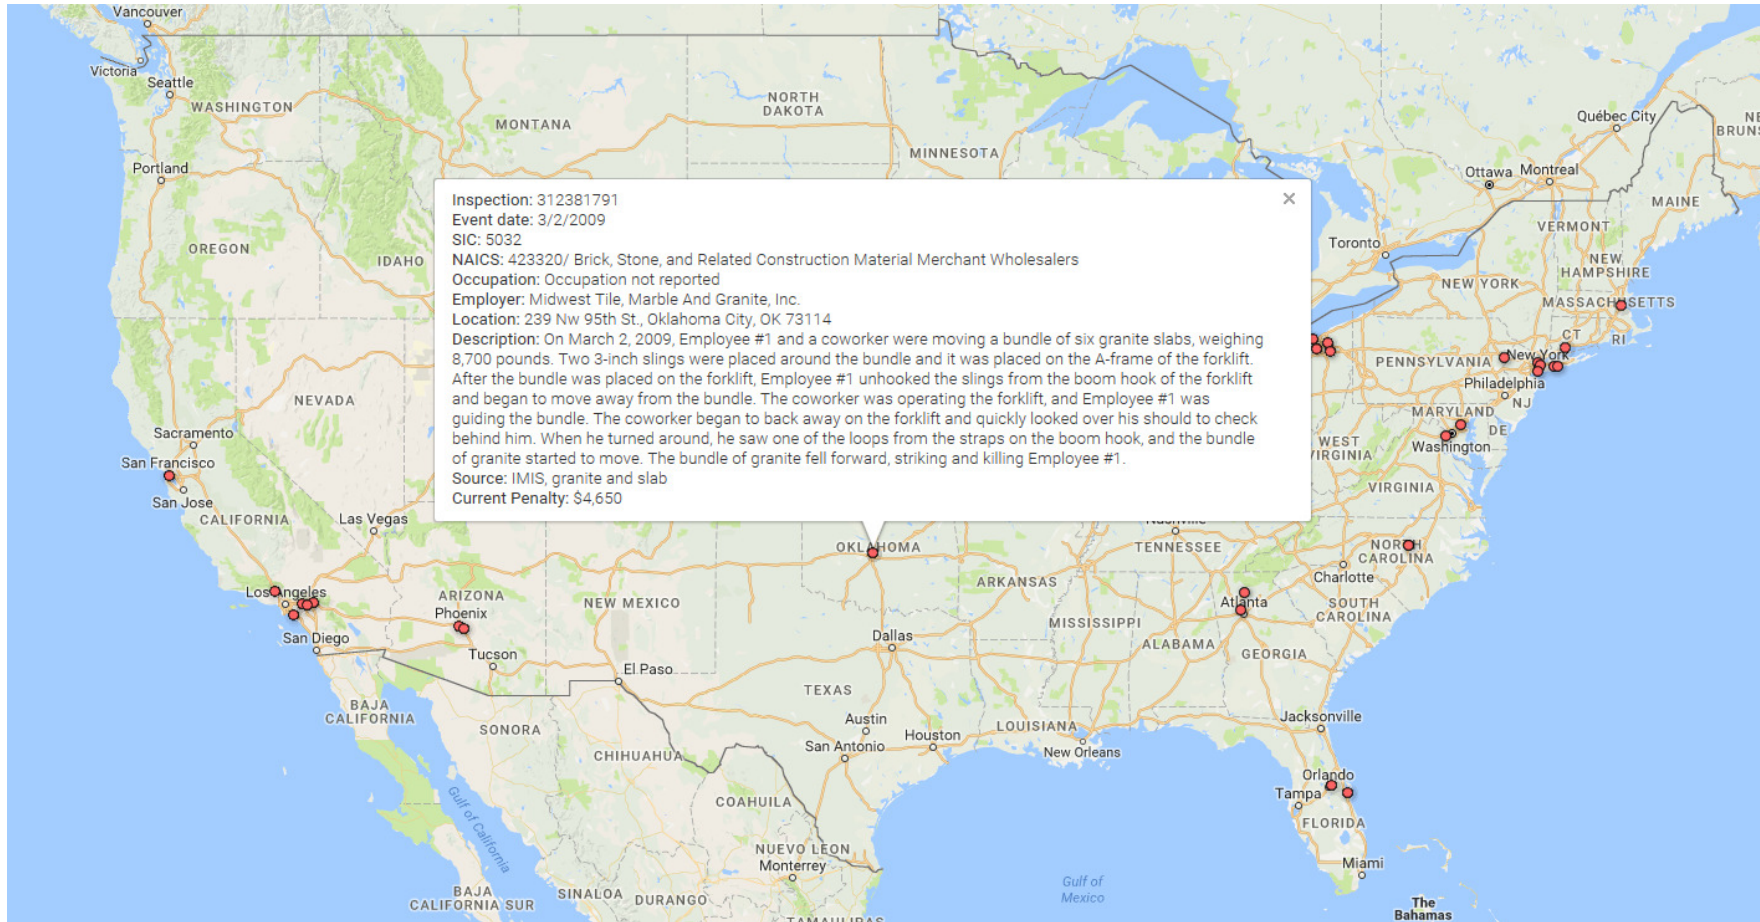 Vancouver
Victoria
Seattle
WASHINGTON
Portland
OREGON
IDAHO
MONTANA
NORTH
DAKOTA
MINNESOTA
Québec City
Ottawa
Montreal
MAINE
VERMONT
Toronto
NEW
HAMPSHIRE
NEW YORK
MASSACHUSETTS
CT
RI
PENNSYLVANIA
New York
Philadelphia
NJ
MARYLAND
DE
Washington
WEST
VIRGINIA
VIRGINIA
Inspection: 312381791
Event date: 3/2/2009
SIC: 5032
NAICS: 423320/ Brick, Stone, and Related Construction Material Merchant Wholesalers
Occupation: Occupation not reported
Employer: Midwest Tile, Marble And Granite, Inc.
Location: 239 Nw 95th St., Oklahoma City, OK 73114
Description: On March 2, 2009, Employee #1 and a coworker were moving a bundle of six granite slabs, weighing
8,700 pounds. Two 3-inch slings were placed around the bundle and it was placed on the A-frame of the forklift.
After the bundle was placed on the forklift, Employee #1 unhooked the slings from the boom hook of the forklift
and began to move away from the bundle. The coworker was operating the forklift, and Employee #1 was
guiding the bundle. The coworker began to back away on the forklift and quickly looked over his should to check
behind him. When he turned around, he saw one of the loops from the straps on the boom hook, and the bundle
of granite started to move. The bundle of granite fell forward, striking and killing Employee #1.
Source: IMIS, granite and slab
Current Penalty: $4,650
NEVADA
Sacramento
San Francisco
San Jose
CALIFORNIA
Las Vegas
Los Angeles
San Diego
ARIZONA
Phoenix
Tucson
NEW MEXICO
El Paso
OKLAHOMA
ARKANSAS
Nashville
TENNESSEE
NORTH
CAROLINA
Charlotte
SOUTH
CAROLINA
Atlanta
MISSISSIPPI
ALABAMA
GEORGIA
Dallas
TEXAS
Austin
San Antonio
Houston
LOUISIANA
New Orleans
Jacksonville
Orlando
Tampa
FLORIDA
Miami
BAJA
CALIFORNIA
SONORA
CHIHUAHUA
COAHUILA
Gulf of California
NUEVO LEON
Monterrey
BAJA
CALIFORNIA SUR
SINALOA
DURANGO
TAMAULIPAS
Gulf of
Mexico
The
Bahamas